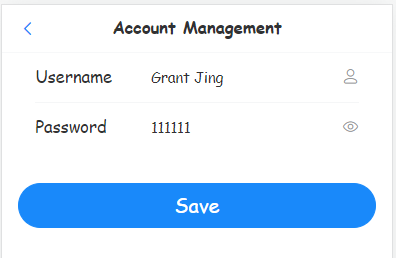 Account Management
Username Grant Jing
Password 111111
Save